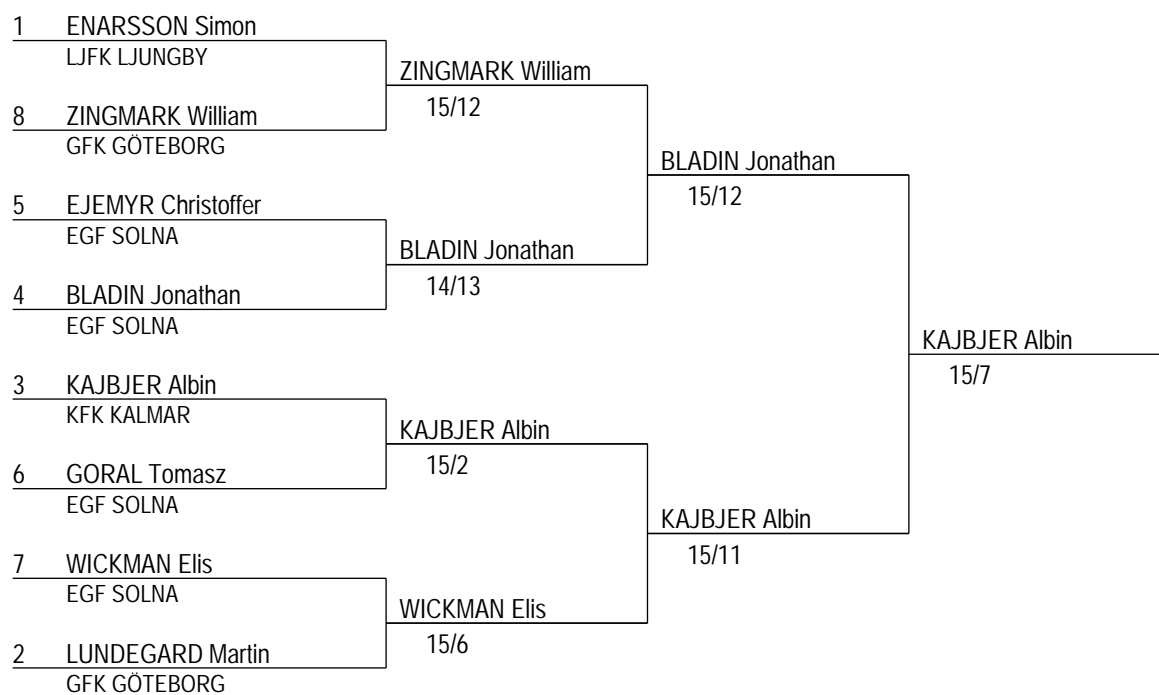 1 ENARSSON Simon
LJFK LJUNGBY
ZINGMARK William
15/12
8 ZINGMARK William
GFK GÖTEBORG
BLADIN Jonathan
15/12
5 EJEMYR Christoffer
EGF SOLNA
BLADIN Jonathan
14/13
4 BLADIN Jonathan
EGF SOLNA
KAJBJER Albin
15/7
3 KAJBJER Albin
KFK KALMAR
KAJBJER Albin
15/2
6 GORAL Tomasz
EGF SOLNA
KAJBJER Albin
15/11
7 WICKMAN Elis
EGF SOLNA
WICKMAN Elis
15/6
2 LUNDEGARD Martin
GFK GÖTEBORG